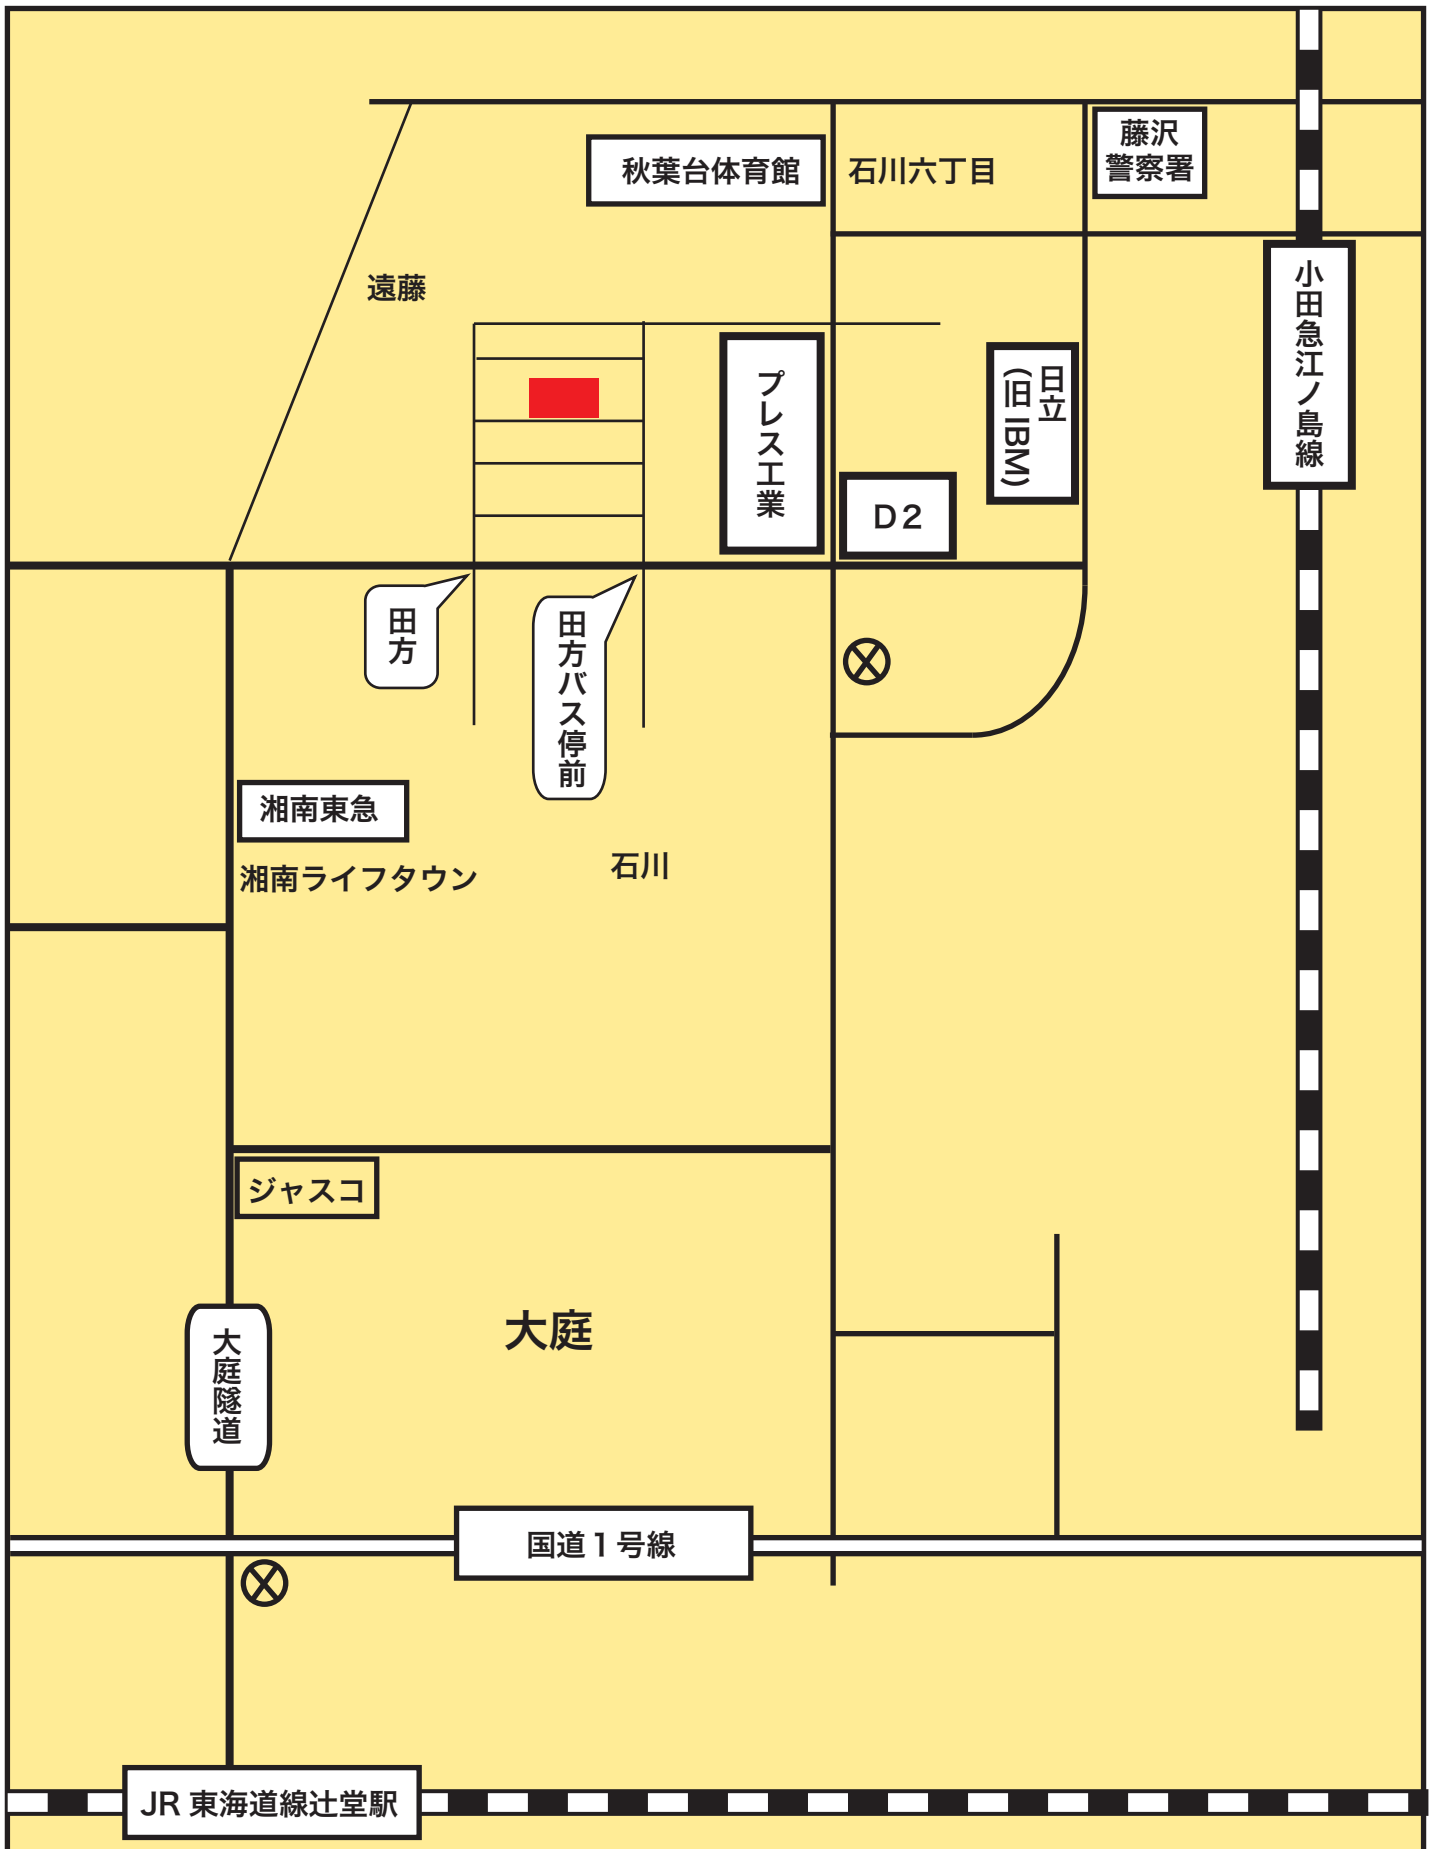 藤沢
警察署
秋葉台体育館
石川六丁目
遠藤
小田急江ノ島線
プレス工業
日立
(旧 IBM)
D2
田方
田方バス停前
湘南東急
湘南ライフタウン
石川
ジャスコ
大庭
大庭隧道
国道1号線
JR 東海道線辻堂駅